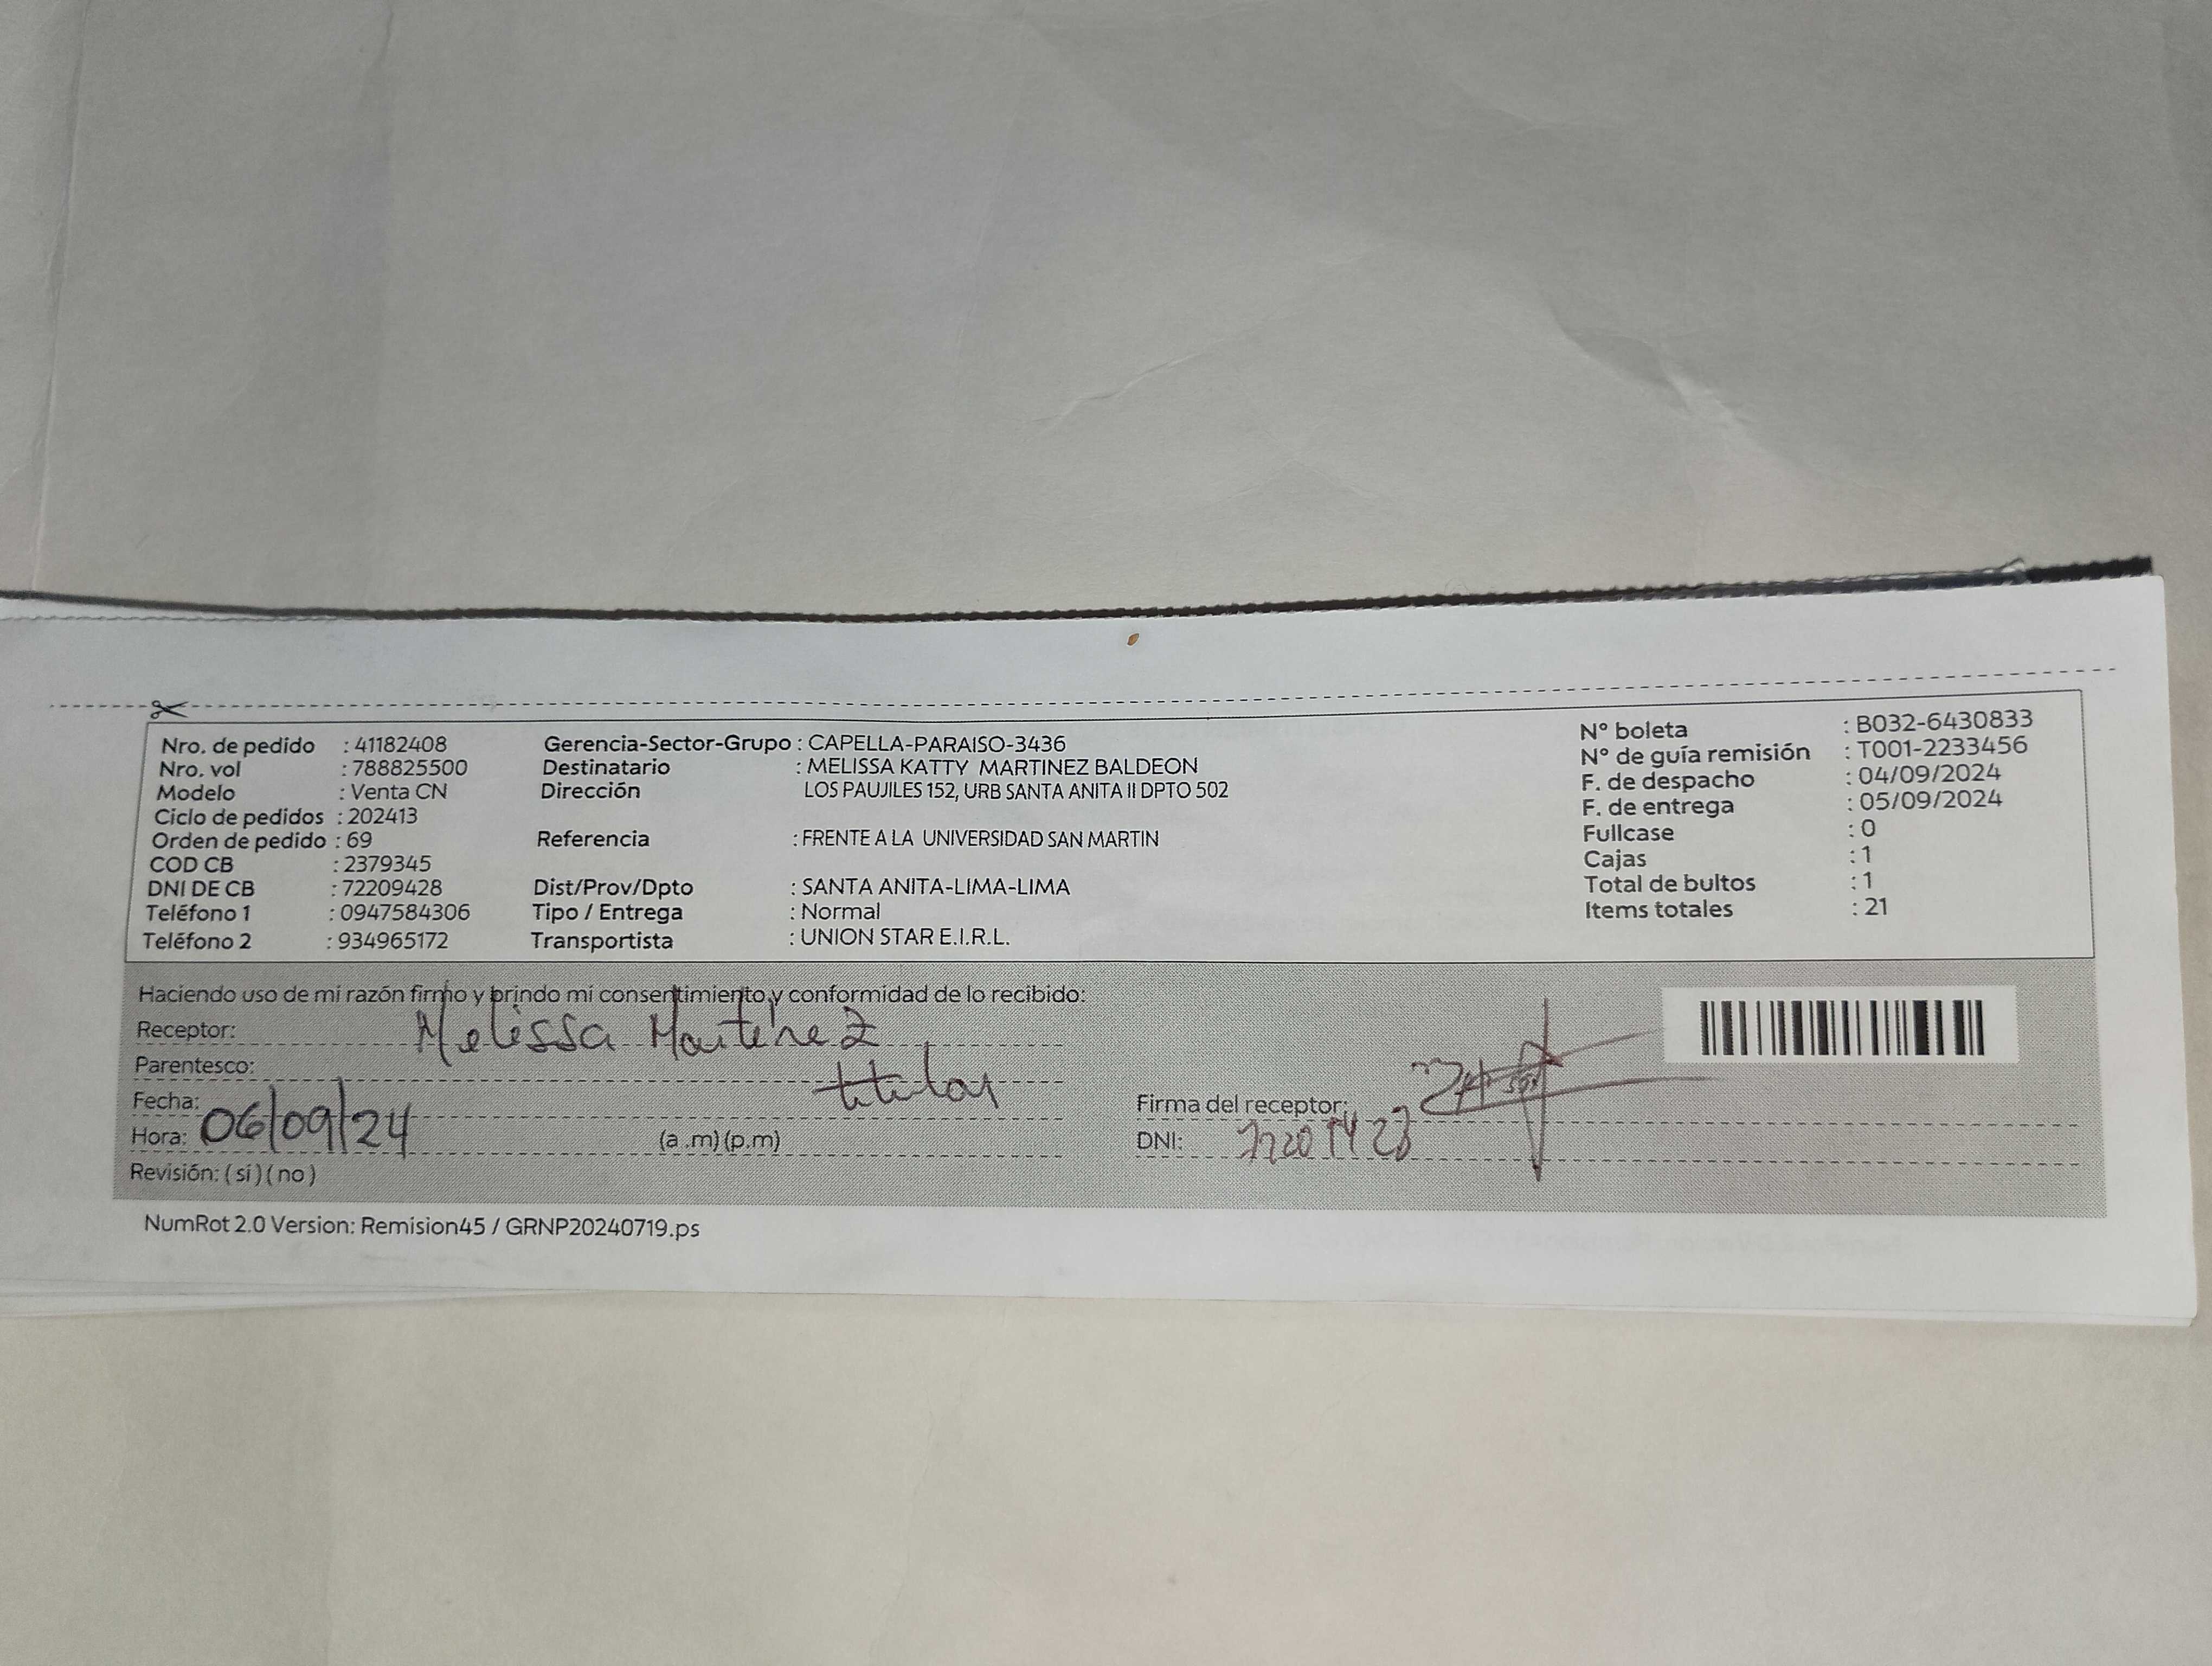 Nro. de pedido : 41182408
Nro. vol : 788825500
Modelo : Venta CN
Ciclo de pedidos : 202413
Orden de pedido : 69
COD CB : 2379345
DNI DE CB : 72209428
Teléfono 1 : 0947584306
Teléfono 2 : 934965172
Gerencia-Sector-Grupo : CAPELLA-PARAISO-3436
Destinatario : MELISSA KATTY MARTINEZ BALDEON
Dirección LOS PAUJILES 152, URB SANTA ANITA II DPTO 502
Referencia : FRENTE A LA UNIVERSIDAD SAN MARTIN
Dist/Prov/Dpto : SANTA ANITA-LIMA-LIMA
Tipo / Entrega : Normal
Transportista : UNION STAR E.I.R.L.
N° boleta : B032-6430833
N° de guía remisión : T001-2233456
F. de despacho : 04/09/2024
F. de entrega : 05/09/2024
Fullcase : 0
Cajas : 1
Total de bultos : 1
Items totales : 21
Haciendo uso de mi razón firmo y brindo mi consentimiento y conformidad de lo recibido:
Receptor: Melissa Martinez
Parentesco: titular
Fecha: 06/09/24
Hora: (a .m) (p.m)
Revisión: ( si ) ( no )
Firma del receptor:
DNI:
NumRot 2.0 Version: Remision45 / GRNP20240719.ps